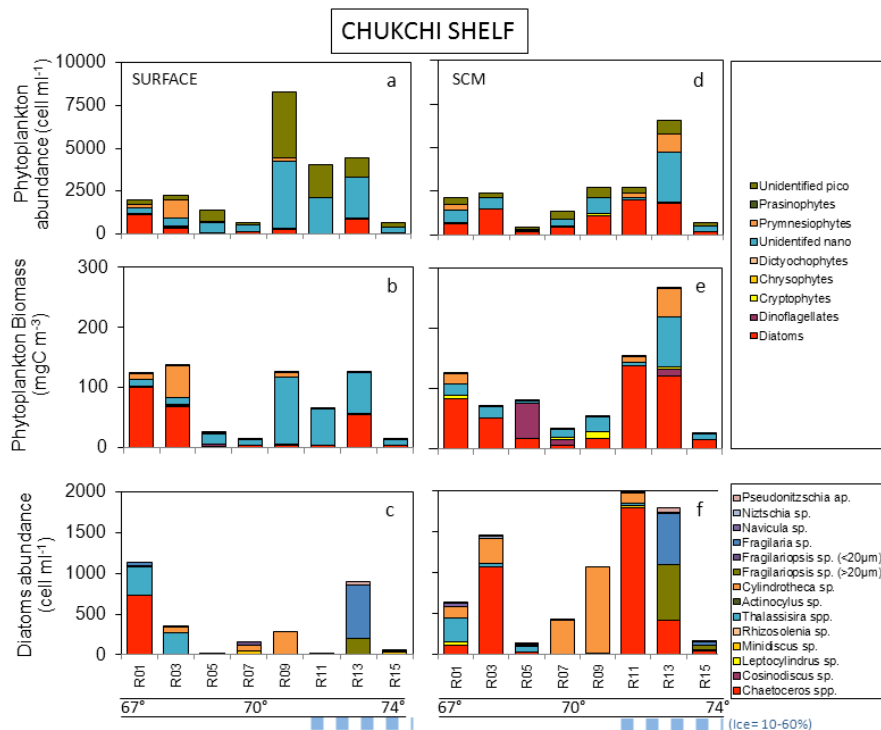 CHUKCHI SHELF
SURFACE
a
SCM
d
Phytoplankton
abundance (cell ml-1)
10000
7500
5000
2500
0
Unidentified pico
Prasinophytes
Prymnesiophytes
Unidentifed nano
Dictyochophytes
Chrysophytes
Cryptophytes
Dinoflagellates
Diatoms
b
e
Phytoplankton Biomass
(mgC m-3)
300
200
100
0
c
f
Diatoms abundance
(cell ml-1)
2000
1500
1000
500
0
Pseudonitzschia ap.
Niztschia sp.
Navicula sp.
Fragilaria sp.
Fragilariopsis sp. (<20µm)
Fragilariopsis sp. (>20µm)
Cylindrotheca sp.
Actinocylus sp.
Thalassisira spp.
Rhizosolenia sp.
Minidiscus sp.
Leptocylindrus sp.
Cosinodiscus sp.
Chaetoceros spp.
R01 R03 R05 R07 R09 R11 R13 R15
R01 R03 R05 R07 R09 R11 R13 R15
67° 70° 74°
67° 70° 74°
(Ice= 10-60%)